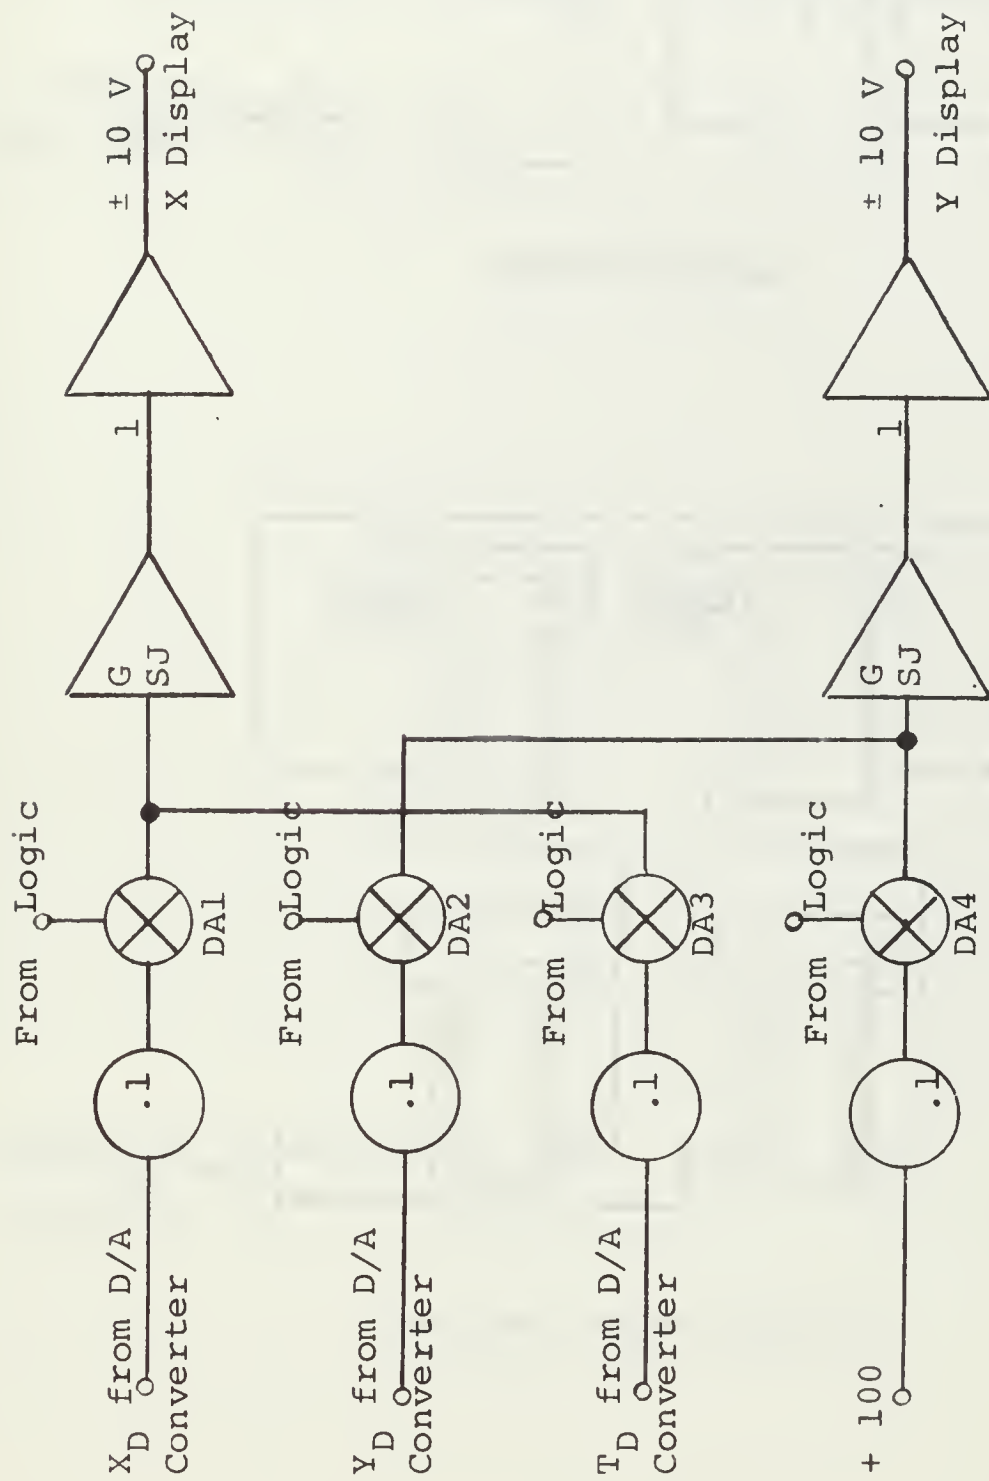 X_D from D/A
Converter
.1
From Logic
DA1
G
SJ
1
± 10 V
X Display
Y_D from D/A
Converter
.1
From Logic
DA2
T_D from D/A
Converter
.1
From Logic
DA3
+ 100
.1
From Logic
DA4
G
SJ
1
± 10 V
Y Display